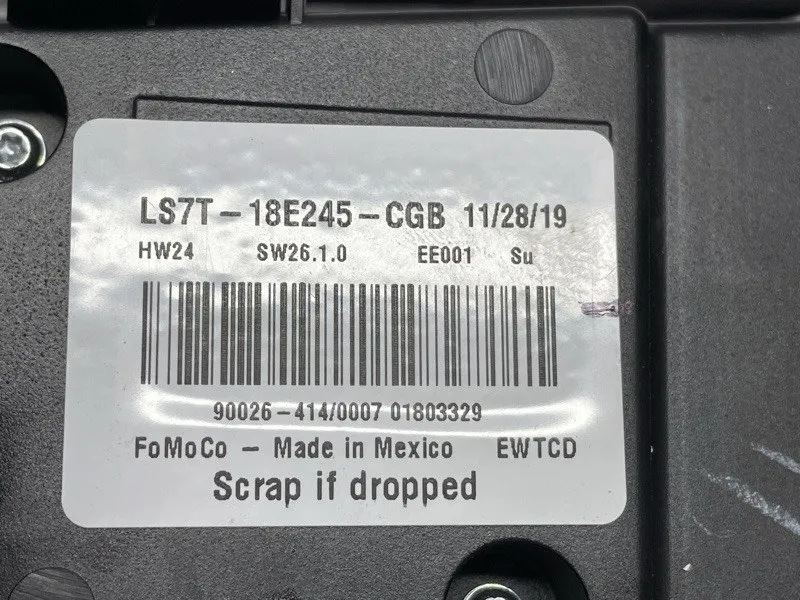 LS7T-18E245-CGB 11/28/19
HW24 SW26.1.0 EE001 Su
90026-414/0007 01803329
FoMoCo - Made in Mexico EWTCD
Scrap if dropped